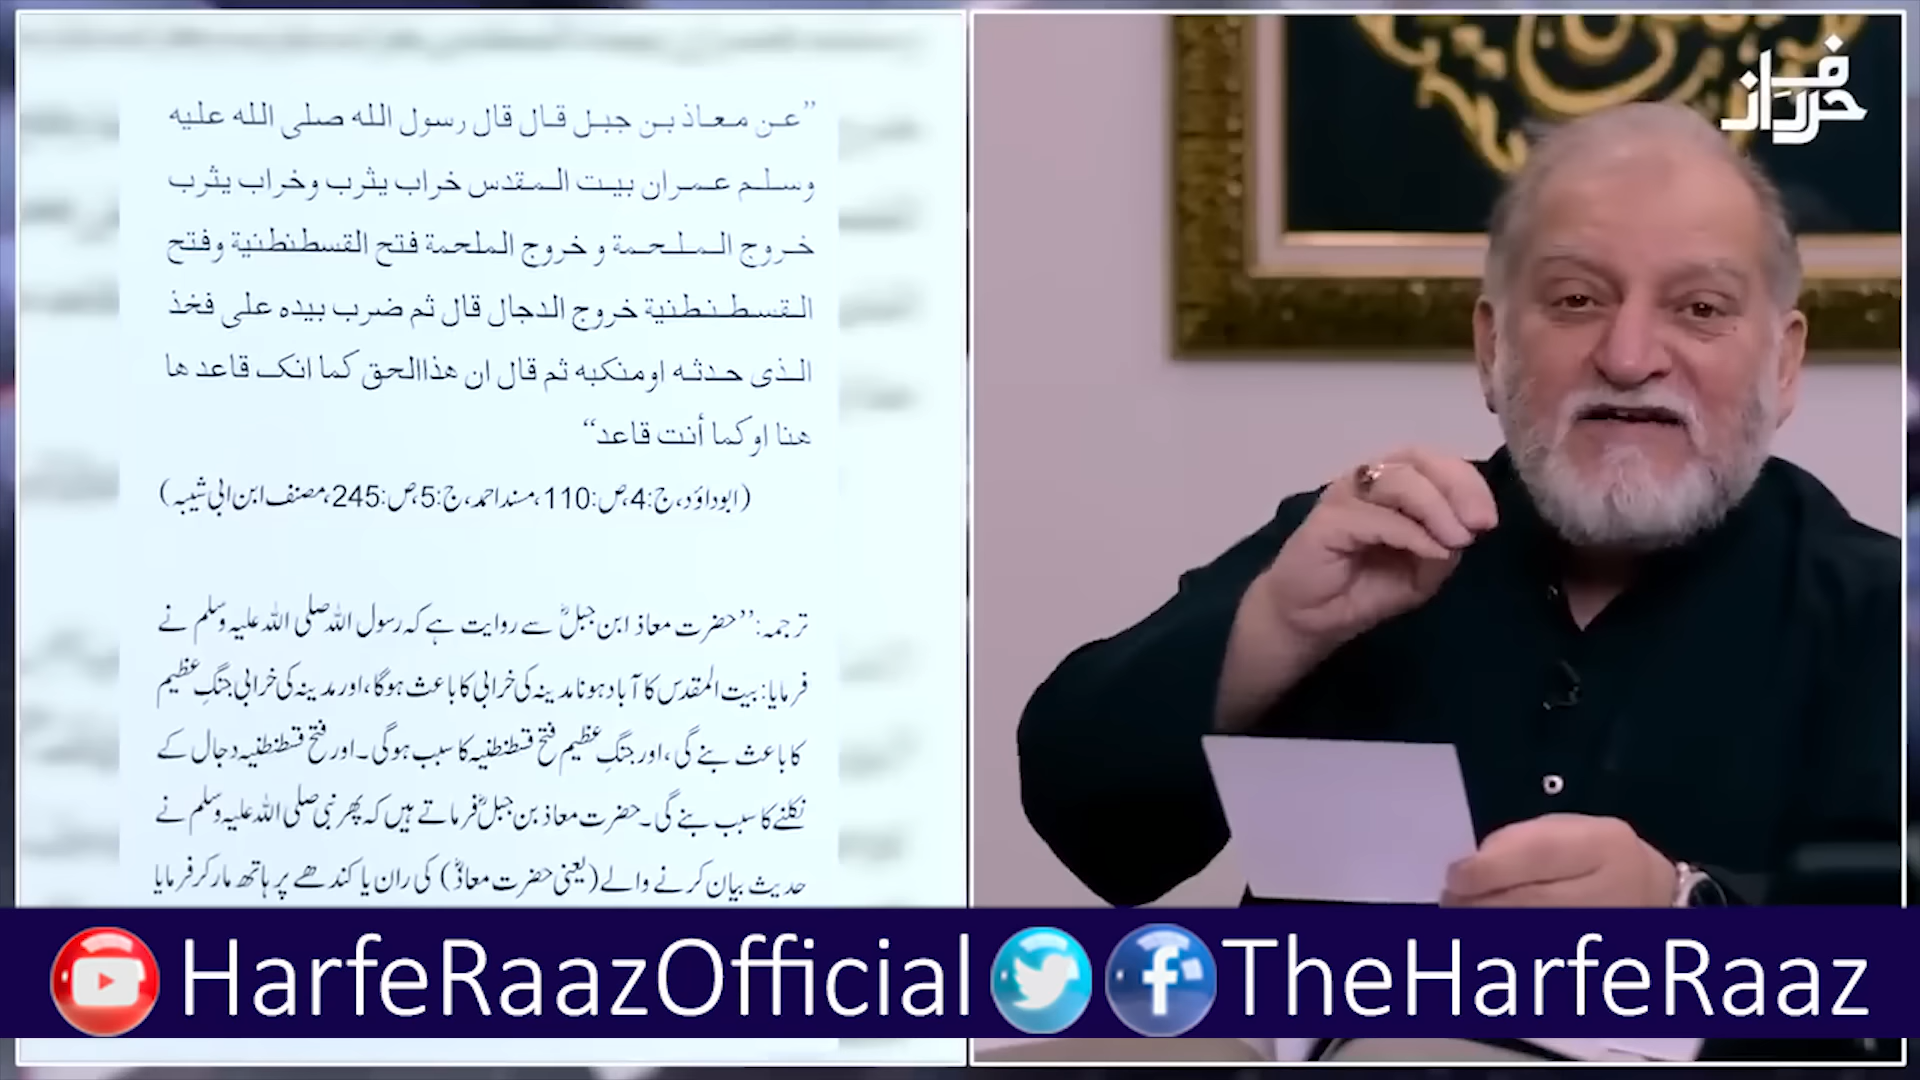 ”عن معاذ بن جبل قال قال رسول الله صلى الله عليه
وسلم عمران بيت المقدس خراب يثرب وخراب يثرب
خروج الملحمة و خروج الملحمة فتح القسطنطنية وفتح
القسطنطنية خروج الدجال قال ثم ضرب بيده على فخذ
الذى حدثه اومنكبه ثم قال ان هذاالحق كما انک قاعد ها
هنا او كما أنت قاعد“
(ابوداؤد، ج:4،ص:110، مسند احمد، ج:5،ص:245، مصنف ابن ابی شیبہ)
ترجمہ:’’حضرت معاذ ابن جبلؓ سے روایت ہے کہ رسول اللہ صلی اللہ علیہ وسلم نے
فرمایا: بیت المقدس کا آباد ہونا مدینہ کی خرابی کا باعث ہوگا، اور مدینہ کی خرابی جنگِ عظیم
کا باعث بنے گی، اور جنگِ عظیم فتح قسطنطنیہ کا سبب ہوگی۔ اور فتح قسطنطنیہ دجال کے
نکلنے کا سبب بنے گی۔ حضرت معاذ بن جبلؓ فرماتے ہیں کہ پھر نبی صلی اللہ علیہ وسلم نے
حدیث بیان کرنے والے (یعنی حضرت معاذؓ) کی ران یا کندھے پر ہاتھ مار کر فرمایا
حرف راز
HarfeRaazOfficial TheHarfeRaaz